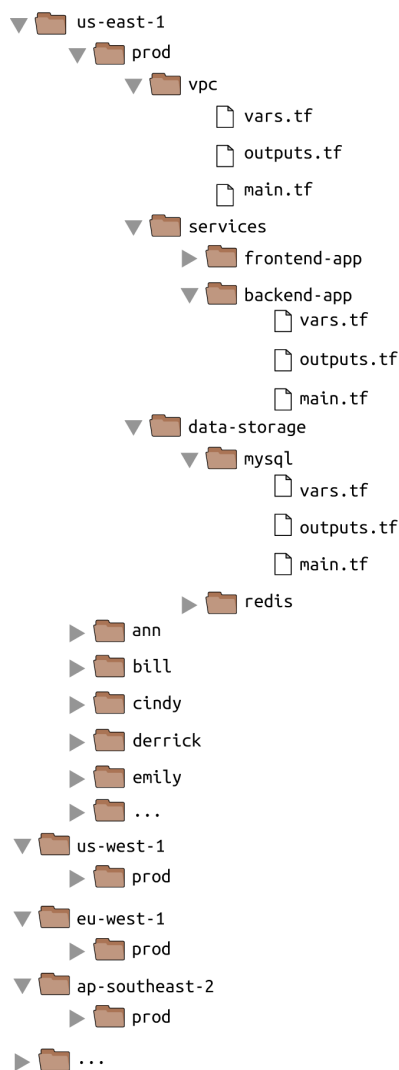 us-east-1
prod
vpc
vars.tf
outputs.tf
main.tf
services
frontend-app
backend-app
vars.tf
outputs.tf
main.tf
data-storage
mysql
vars.tf
outputs.tf
main.tf
redis
ann
bill
cindy
derrick
emily
...
us-west-1
prod
eu-west-1
prod
ap-southeast-2
prod
...